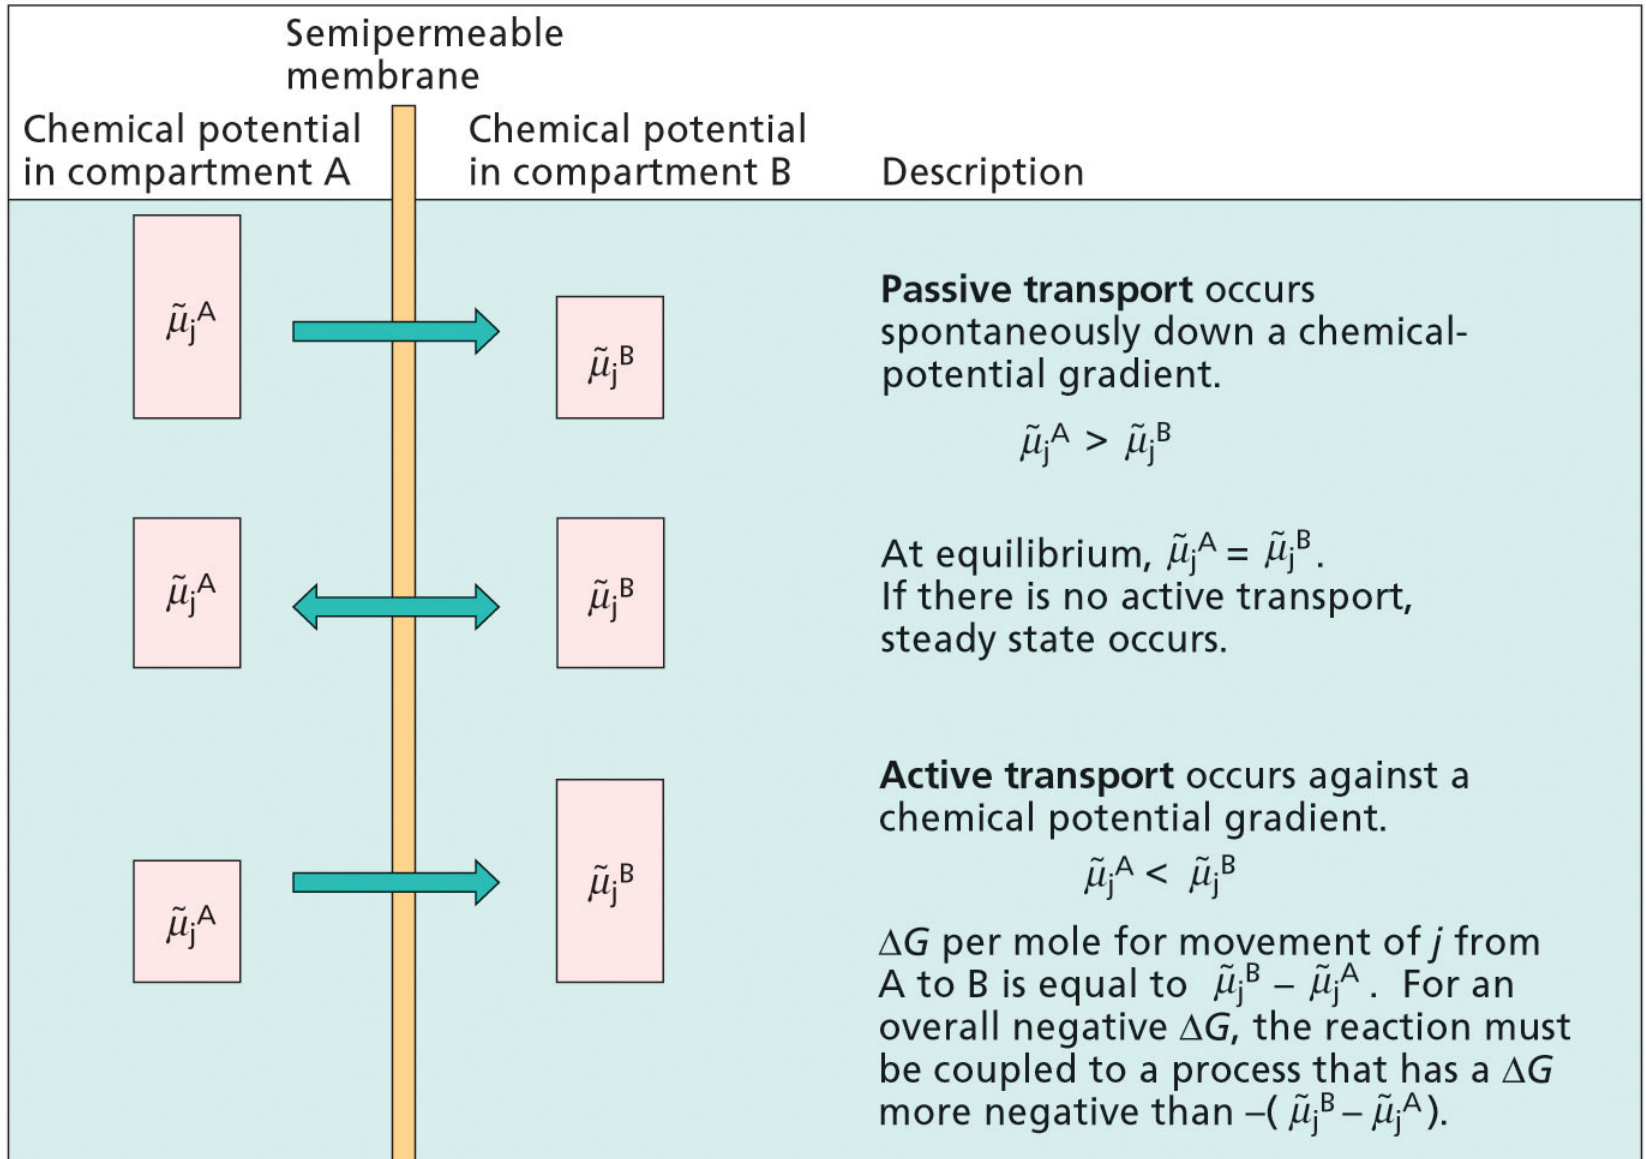 Semipermeable
membrane
Chemical potential
in compartment A
Chemical potential
in compartment B
Description
μ̃ⱼᴬ
μ̃ⱼᴮ
Passive transport occurs
spontaneously down a chemical-
potential gradient.
μ̃ⱼᴬ > μ̃ⱼᴮ
μ̃ⱼᴬ
μ̃ⱼᴮ
At equilibrium, μ̃ⱼᴬ = μ̃ⱼᴮ.
If there is no active transport,
steady state occurs.
μ̃ⱼᴬ
μ̃ⱼᴮ
Active transport occurs against a
chemical potential gradient.
μ̃ⱼᴬ < μ̃ⱼᴮ
ΔG per mole for movement of j from
A to B is equal to μ̃ⱼᴮ – μ̃ⱼᴬ. For an
overall negative ΔG, the reaction must
be coupled to a process that has a ΔG
more negative than –(μ̃ⱼᴮ – μ̃ⱼᴬ).